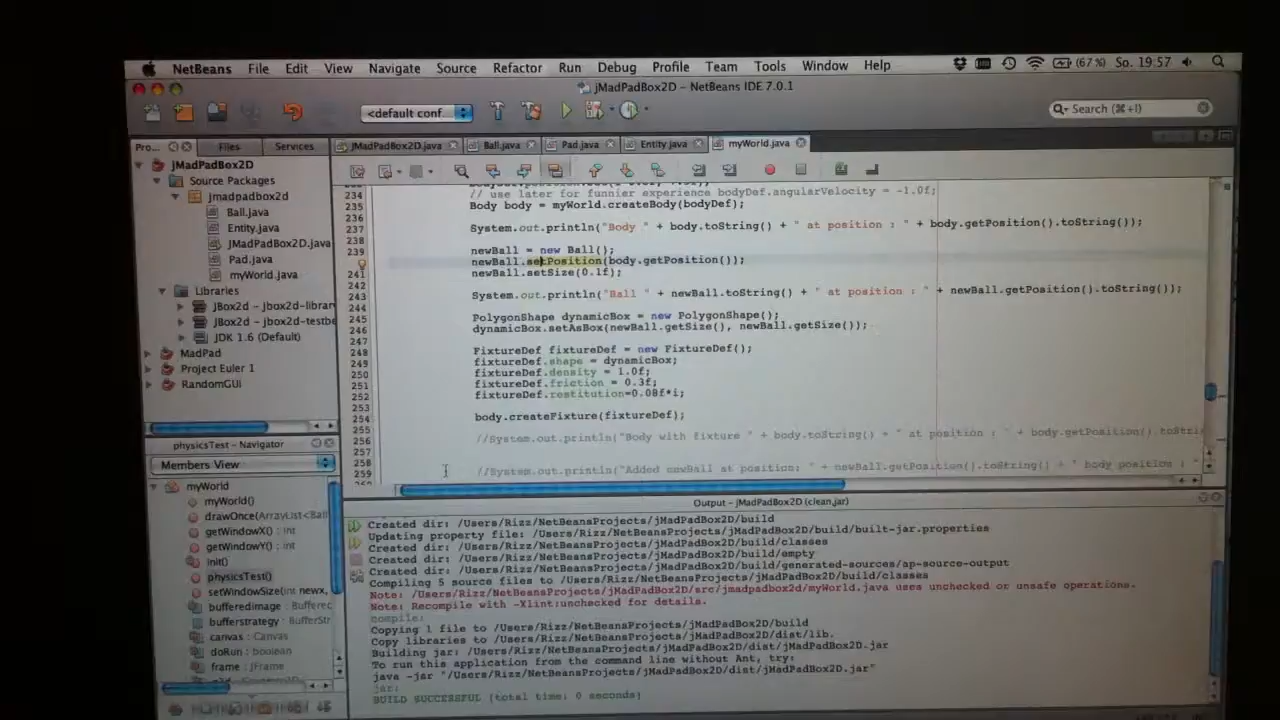 NetBeans File Edit View Navigate Source Refactor Run Debug Profile Team Tools Window Help (67%) So. 19:57
jMadPadBox2D - NetBeans IDE 7.0.1
<default conf... Search (⌘+I)
Pro... Files Services
JMadPadBox2D.java Ball.java Pad.java Entity.java myWorld.java
jMadPadBox2D
Source Packages
jmadpadbox2d
Ball.java
Entity.java
JMadPadBox2D.java
Pad.java
myWorld.java
Libraries
JBox2d - jbox2d-librar
JBox2d - jbox2d-testbe
JDK 1.6 (Default)
MadPad
Project Euler 1
RandomGUI
234 // use later for funnier experience bodyDef.angularVelocity = -1.0f;
235 Body body = myWorld.createBody(bodyDef);
236
237 System.out.println("Body " + body.toString() + " at position : " + body.getPosition().toString());
238
239 newBall = new Ball();
newBall.setPosition(body.getPosition());
241 newBall.setSize(0.1f);
242
243 System.out.println("Ball " + newBall.toString() + " at position : " + newBall.getPosition().toString());
244
245 PolygonShape dynamicBox = new PolygonShape();
246 dynamicBox.setAsBox(newBall.getSize(), newBall.getSize());
247
248 FixtureDef fixtureDef = new FixtureDef();
249 fixtureDef.shape = dynamicBox;
250 fixtureDef.density = 1.0f;
251 fixtureDef.friction = 0.3f;
252 fixtureDef.restitution=0.08f*i;
253
254 body.createFixture(fixtureDef);
255
256 //System.out.println("Body with fixture " + body.toString() + " at position : " + body.getPosition().toStri
257
258
259 //System.out.println("Added newBall at position: " + newBall.getPosition().toString() + " body position : "
physicsTest - Navigator
Members View
myWorld
myWorld()
drawOnce(ArrayList<Bal
getWindowX() : int
getWindowY() : int
init()
physicsTest()
setWindowSize(int newx,
bufferedimage : Bufferec
bufferstrategy : BufferStr
canvas : Canvas
doRun : boolean
frame : JFrame
Output - jMadPadBox2D (clean,jar)
Created dir: /Users/Rizz/NetBeansProjects/jMadPadBox2D/build
Updating property file: /Users/Rizz/NetBeansProjects/jMadPadBox2D/build/built-jar.properties
Created dir: /Users/Rizz/NetBeansProjects/jMadPadBox2D/build/classes
Created dir: /Users/Rizz/NetBeansProjects/jMadPadBox2D/build/empty
Created dir: /Users/Rizz/NetBeansProjects/jMadPadBox2D/build/generated-sources/ap-source-output
Compiling 5 source files to /Users/Rizz/NetBeansProjects/jMadPadBox2D/build/classes
Note: /Users/Rizz/NetBeansProjects/jMadPadBox2D/src/jmadpadbox2d/myWorld.java uses unchecked or unsafe operations.
Note: Recompile with -Xlint:unchecked for details.
compile:
Copying 1 file to /Users/Rizz/NetBeansProjects/jMadPadBox2D/build
Copy libraries to /Users/Rizz/NetBeansProjects/jMadPadBox2D/dist/lib.
Building jar: /Users/Rizz/NetBeansProjects/jMadPadBox2D/dist/jMadPadBox2D.jar
To run this application from the command line without Ant, try:
java -jar "/Users/Rizz/NetBeansProjects/jMadPadBox2D/dist/jMadPadBox2D.jar"
jar:
BUILD SUCCESSFUL (total time: 0 seconds)